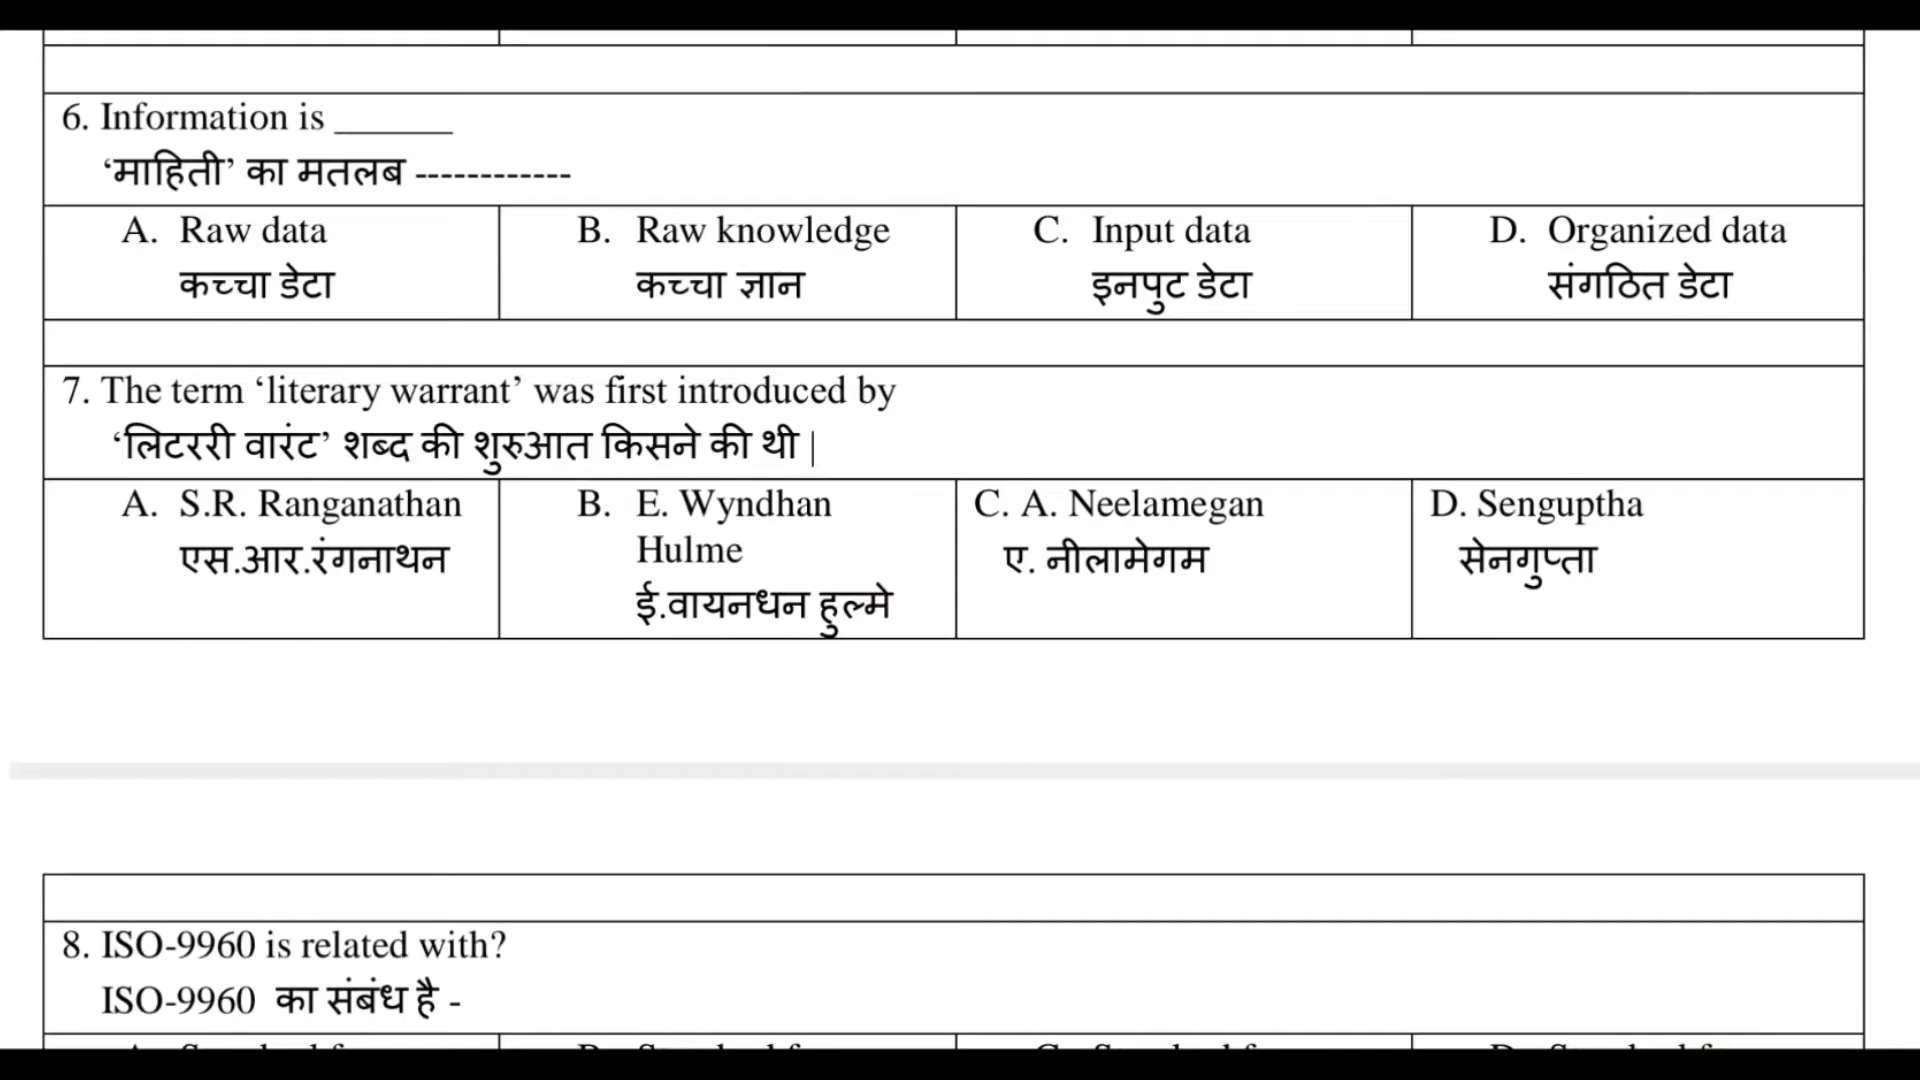 6. Information is ______
‘माहिती’ का मतलब ------------
A. Raw data
कच्चा डेटा
B. Raw knowledge
कच्चा ज्ञान
C. Input data
इनपुट डेटा
D. Organized data
संगठित डेटा
7. The term ‘literary warrant’ was first introduced by
‘लिटररी वारंट’ शब्द की शुरुआत किसने की थी |
A. S.R. Ranganathan
एस.आर.रंगनाथन
B. E. Wyndhan
Hulme
ई.वायनधन हुल्मे
C. A. Neelamegan
ए. नीलामेगम
D. Senguptha
सेनगुप्ता
8. ISO-9960 is related with?
ISO-9960 का संबंध है -